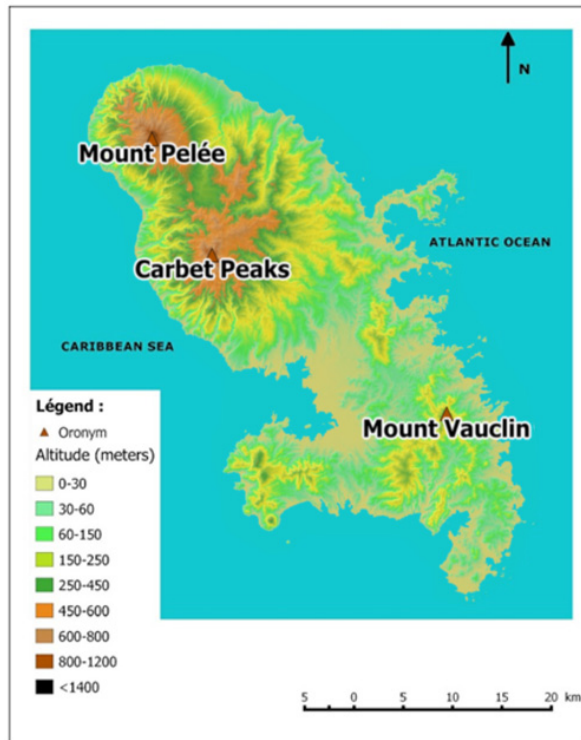 N
Mount Pelée
ATLANTIC OCEAN
Carbet Peaks
CARIBBEAN SEA
Légend :
Oronym
Altitude (meters)
0-30
30-60
60-150
150-250
250-450
450-600
600-800
800-1200
<1400
Mount Vauclin
5 0 5 10 15 20 km